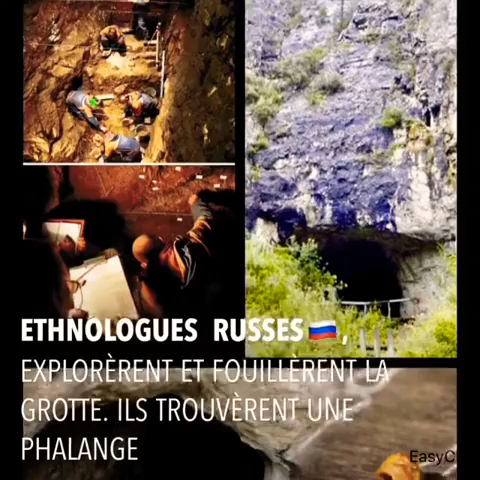 ETHNOLOGUES RUSSES🇷🇺,
EXPLORÈRENT ET FOUILLÈRENT LA
GROTTE. ILS TROUVÈRENT UNE
PHALANGE
EasyC